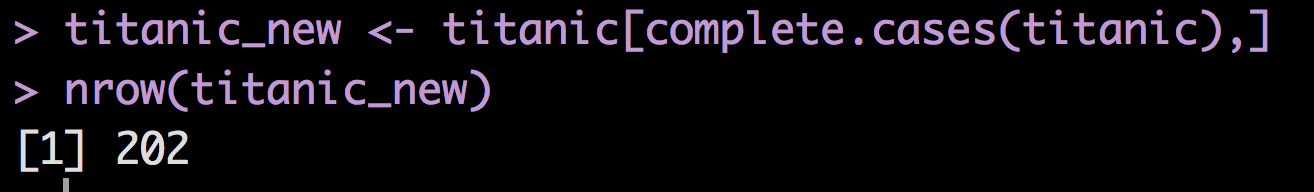 > titanic_new <- titanic[complete.cases(titanic),]
> nrow(titanic_new)
[1] 202